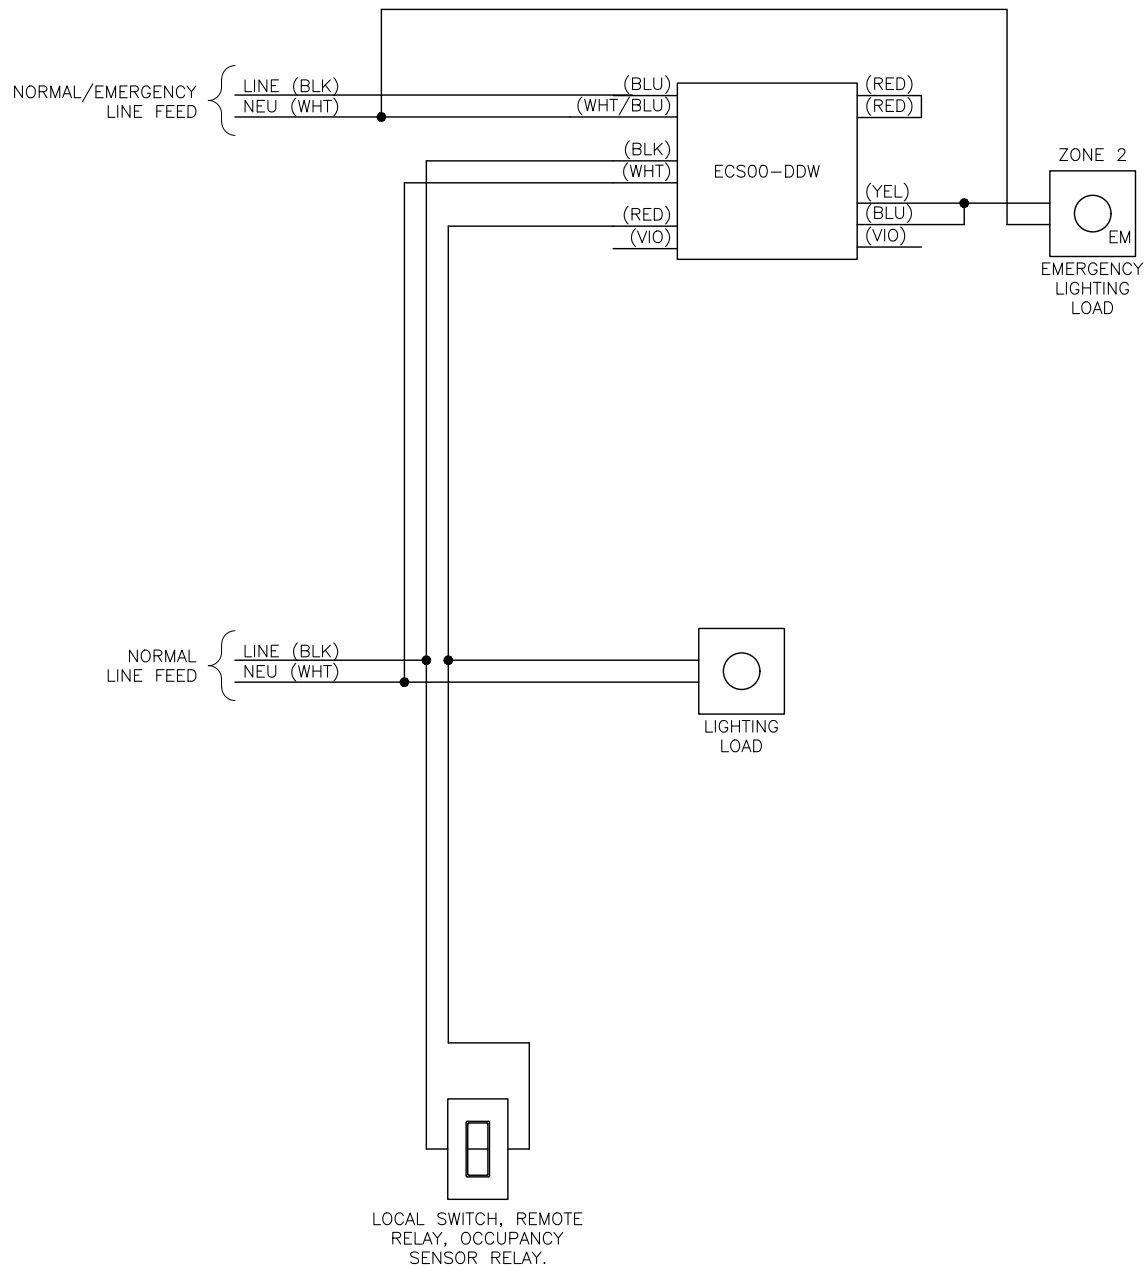 NORMAL/EMERGENCY
LINE FEED
LINE (BLK)
NEU (WHT)
(BLU)
(WHT/BLU)
(BLK)
(WHT)
(RED)
(VIO)
ECS00-DDW
(RED)
(RED)
(YEL)
(BLU)
(VIO)
ZONE 2
EM
EMERGENCY
LIGHTING
LOAD
NORMAL
LINE FEED
LINE (BLK)
NEU (WHT)
LIGHTING
LOAD
LOCAL SWITCH, REMOTE
RELAY, OCCUPANCY
SENSOR RELAY.